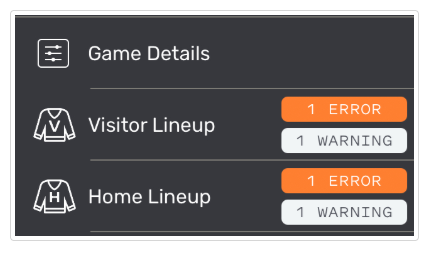 Game Details
V
Visitor Lineup
1 ERROR
1 WARNING
H
Home Lineup
1 ERROR
1 WARNING